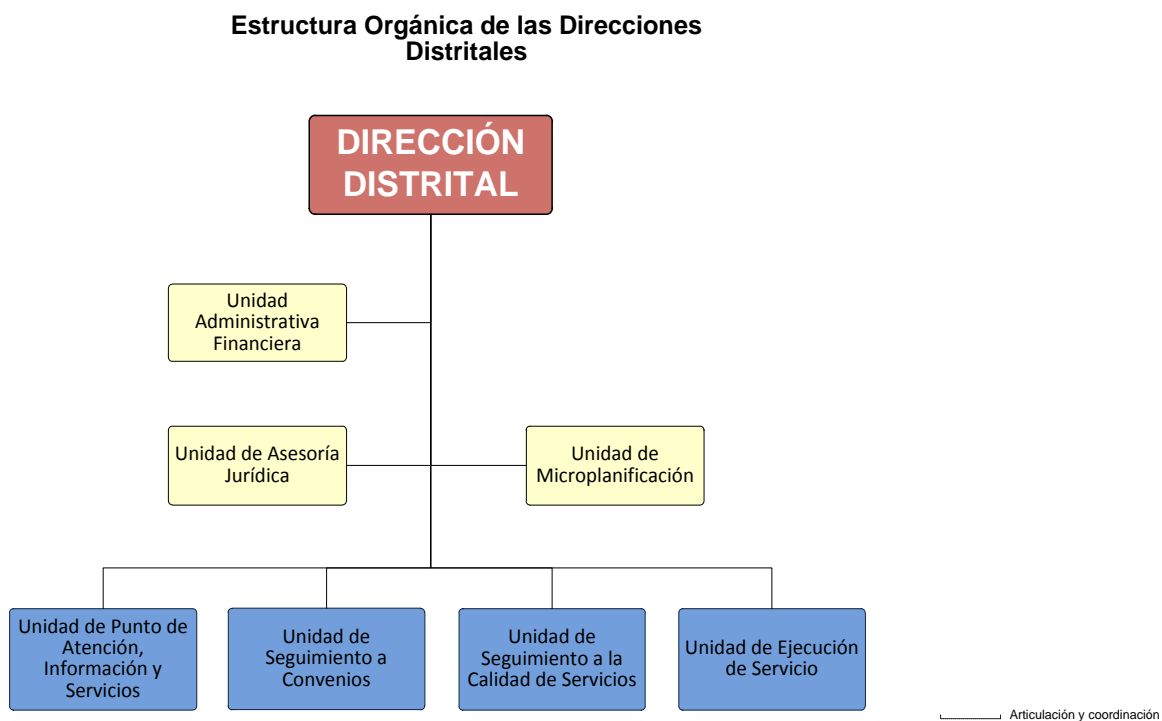 Estructura Orgánica de las Direcciones
Distritales
DIRECCIÓN
DISTRITAL
Unidad
Administrativa
Financiera
Unidad de Asesoría
Jurídica
Unidad de
Microplanificación
Unidad de Punto de
Atención,
Información y
Servicios
Unidad de
Seguimiento a
Convenios
Unidad de
Seguimiento a la
Calidad de Servicios
Unidad de Ejecución
de Servicio
Articulación y coordinación